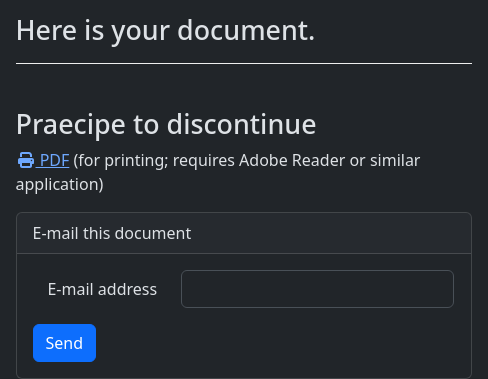 Here is your document.
Praecipe to discontinue
PDF (for printing; requires Adobe Reader or similar
application)
E-mail this document
E-mail address
Send